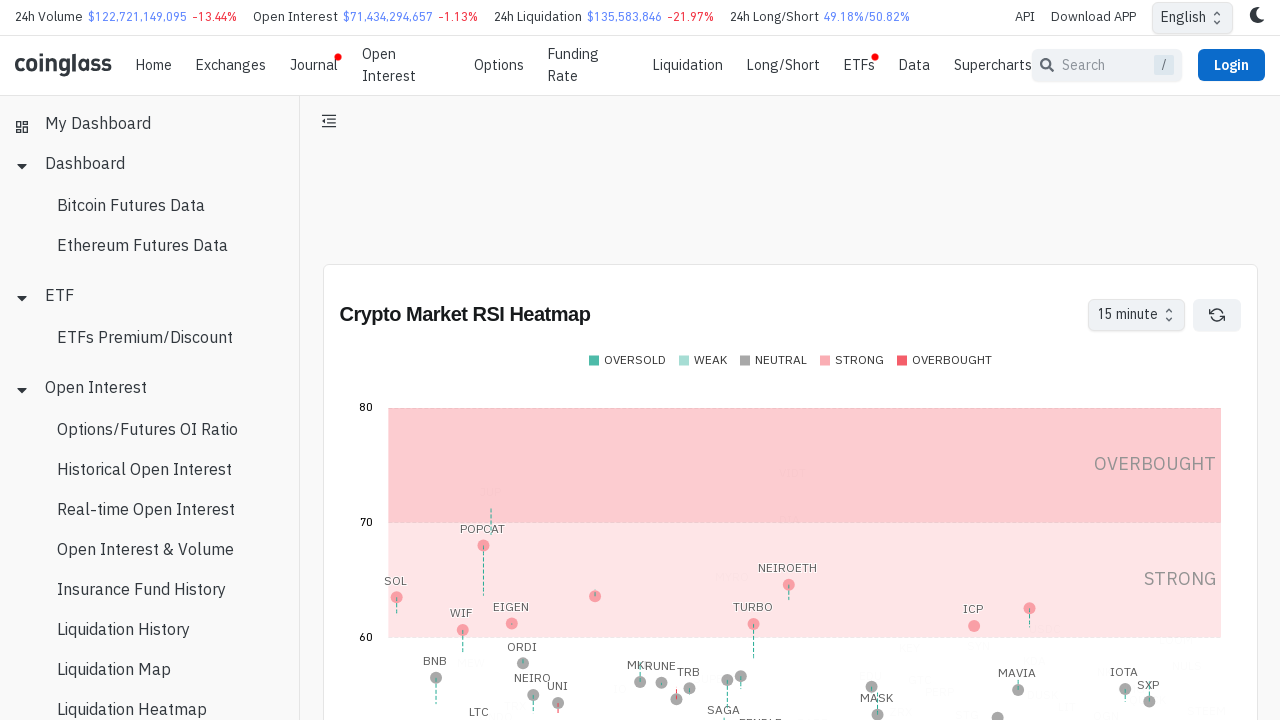 24h Volume $122,721,149,095 -13.44% Open Interest $71,434,294,657 -1.13% 24h Liquidation $135,583,846 -21.97% 24h Long/Short 49.18%/50.82% API Download APP English
coinglass Home Exchanges Journal Open Interest Options Funding Rate Liquidation Long/Short ETFs Data Supercharts Search / Login
My Dashboard
Dashboard
Bitcoin Futures Data
Ethereum Futures Data
ETF
ETFs Premium/Discount
Open Interest
Options/Futures OI Ratio
Historical Open Interest
Real-time Open Interest
Open Interest & Volume
Insurance Fund History
Liquidation History
Liquidation Map
Liquidation Heatmap
Crypto Market RSI Heatmap 15 minute
OVERSOLD WEAK NEUTRAL STRONG OVERBOUGHT
80
OVERBOUGHT
70
POPCAT
NEIROETH
SOL STRONG
WIF EIGEN TURBO ICP
60
ORDI
BNB RUNE TRB MAVIA IOTA
NEIRO UNI SXP
MASK
LTC SAGA